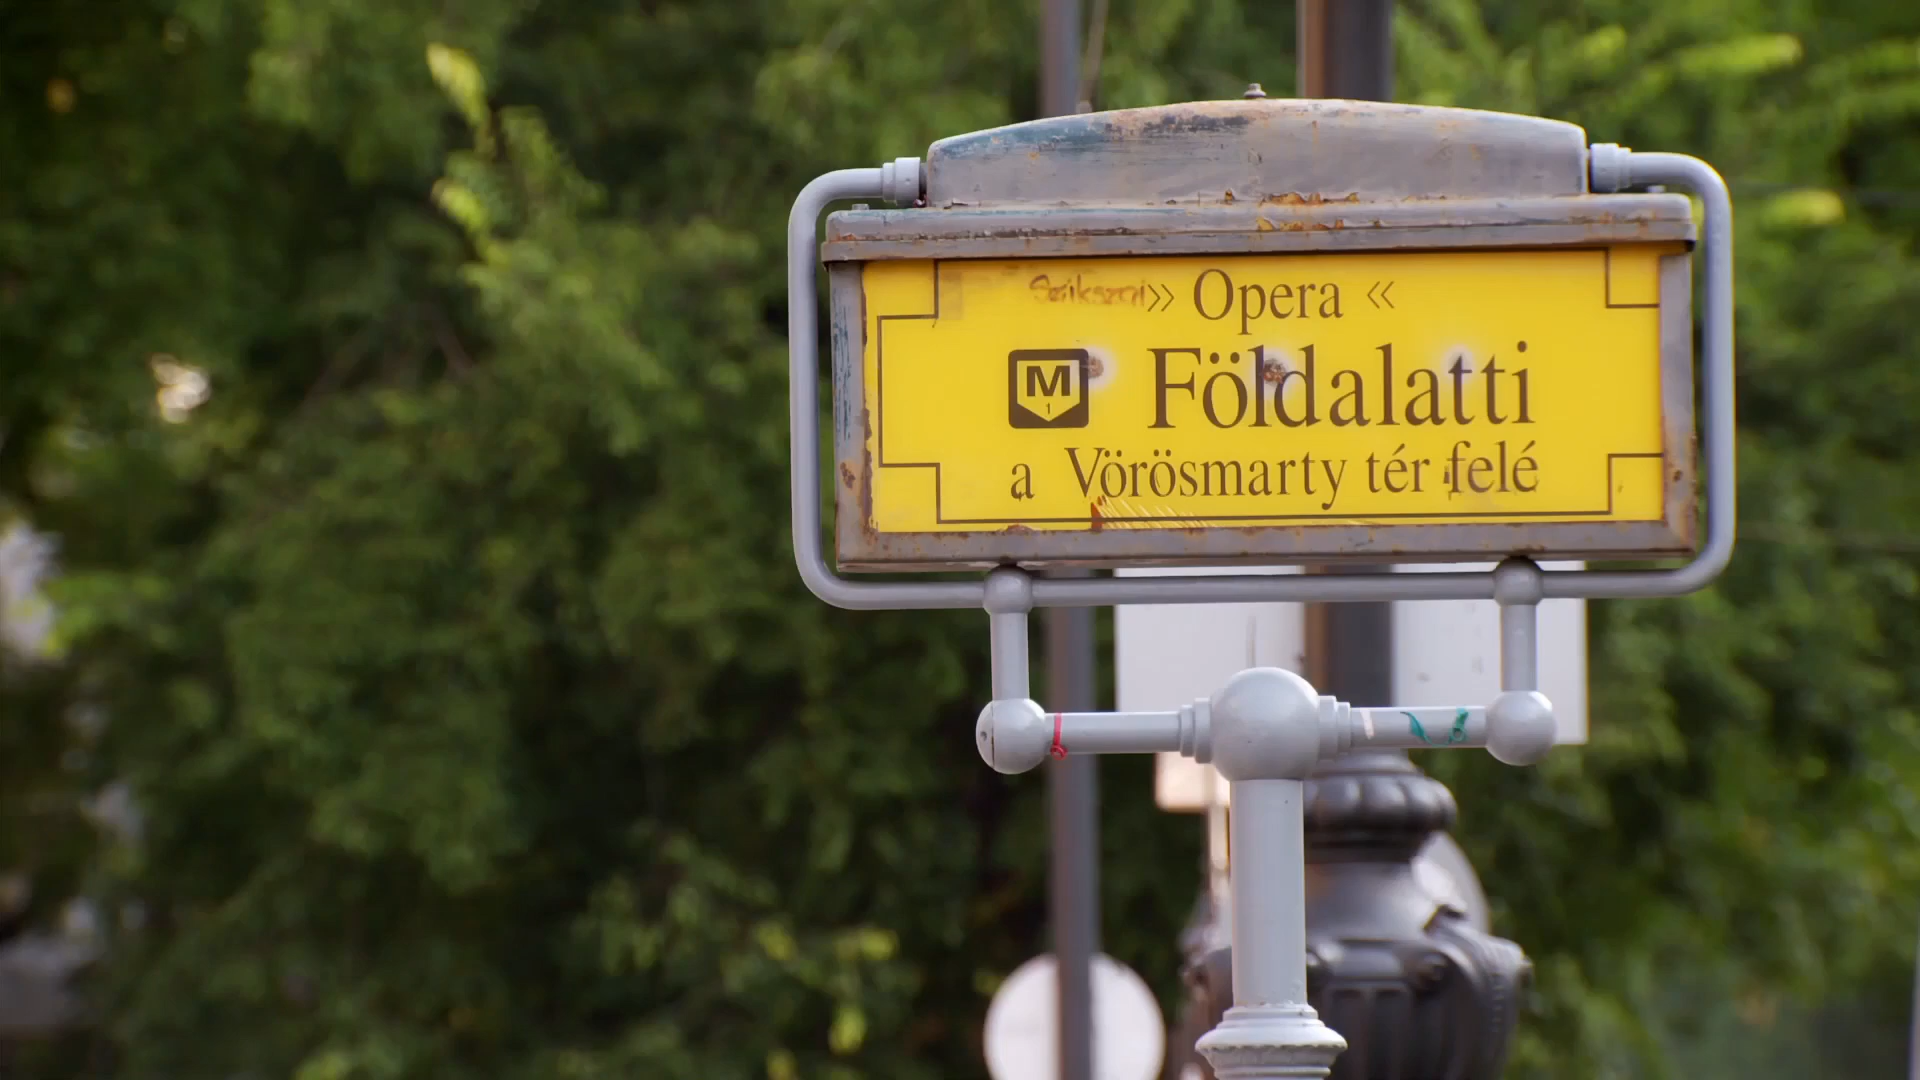 » Opera «
M
1
Földalatti
a Vörösmarty tér felé